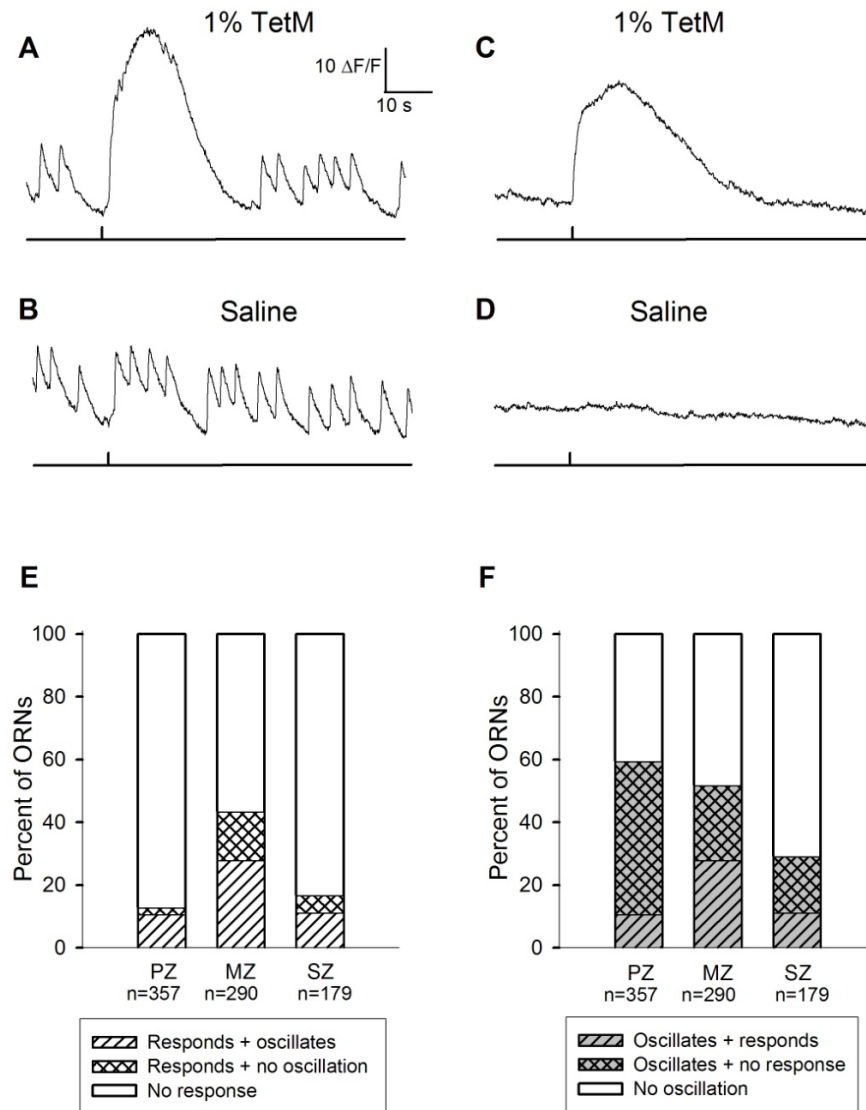 A
1% TetM
10 ΔF/F
10 s
C
1% TetM
B
Saline
D
Saline
E
Percent of ORNs
100
80
60
40
20
0
PZ MZ SZ
n=357 n=290 n=179
Responds + oscillates
Responds + no oscillation
No response
F
Percent of ORNs
100
80
60
40
20
0
PZ MZ SZ
n=357 n=290 n=179
Oscillates + responds
Oscillates + no response
No oscillation